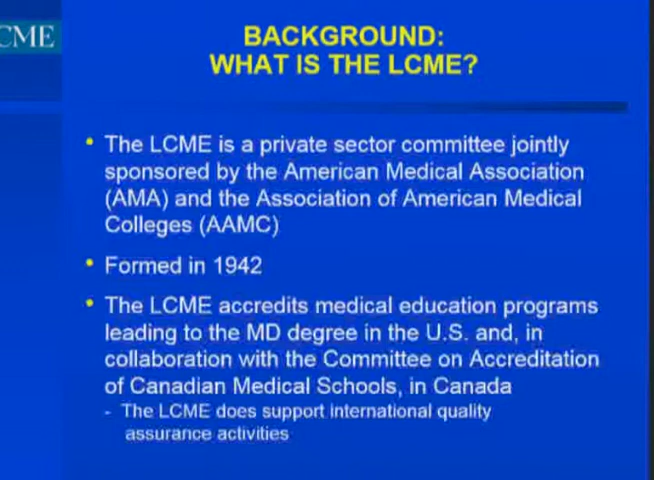 CME
BACKGROUND:
WHAT IS THE LCME?
• The LCME is a private sector committee jointly
sponsored by the American Medical Association
(AMA) and the Association of American Medical
Colleges (AAMC)
• Formed in 1942
• The LCME accredits medical education programs
leading to the MD degree in the U.S. and, in
collaboration with the Committee on Accreditation
of Canadian Medical Schools, in Canada
- The LCME does support international quality
assurance activities